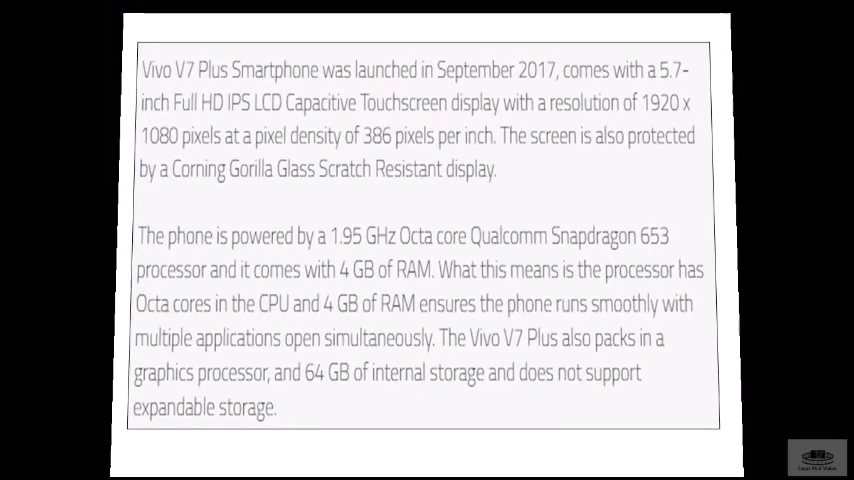 Vivo V7 Plus Smartphone was launched in September 2017, comes with a 5.7-
inch Full HD IPS LCD Capacitive Touchscreen display with a resolution of 1920 x
1080 pixels at a pixel density of 386 pixels per inch. The screen is also protected
by a Corning Gorilla Glass Scratch Resistant display.
The phone is powered by a 1.95 GHz Octa core Qualcomm Snapdragon 653
processor and it comes with 4 GB of RAM. What this means is the processor has
Octa cores in the CPU and 4 GB of RAM ensures the phone runs smoothly with
multiple applications open simultaneously. The Vivo V7 Plus also packs in a
graphics processor, and 64 GB of internal storage and does not support
expandable storage.